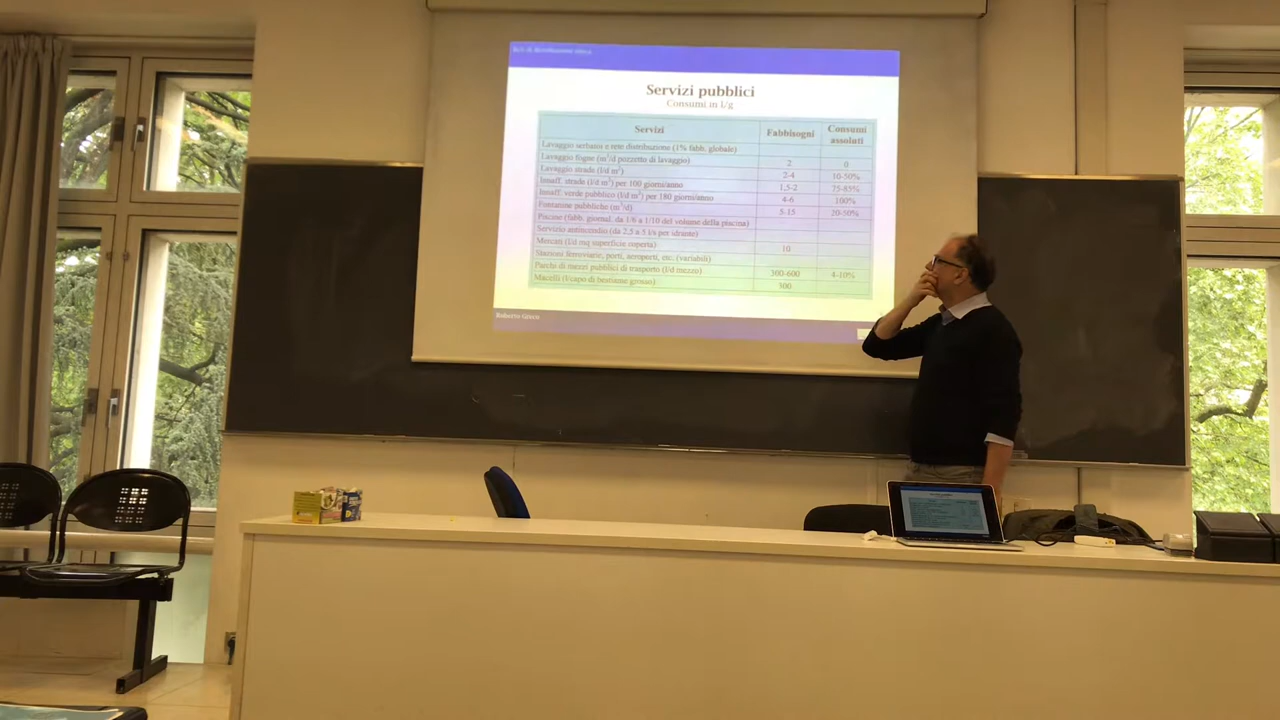 Servizi pubblici
Consumi in l/g
Servizi Fabbisogni Consumi assoluti
Lavaggio serbatoi e rete distribuzione (1% fabb. globale)
Lavaggio fogne (m³/d pozzetto di lavaggio) 2 0
Lavaggio strade (l/d m²) 2-4 10-50%
Innaff. strade (l/d m²) per 100 giorni/anno 1,5-2 75-85%
Innaff. verde pubblico (l/d m²) per 180 giorni/anno 4-6 100%
Fontanine pubbliche (m³/d) 5-15 20-50%
Piscine (fabb. giornal. da 1/6 a 1/10 del volume della piscina)
Servizio antincendio (da 2,5 a 5 l/s per idrante)
Mercati (l/d mq superficie coperta) 10
Stazioni ferroviarie, porti, aeroporti, etc. (variabili)
Parchi di mezzi pubblici di trasporto (l/d mezzo) 300-600 4-10%
Macelli (l/capo di bestiame grosso) 300
Roberto Greco